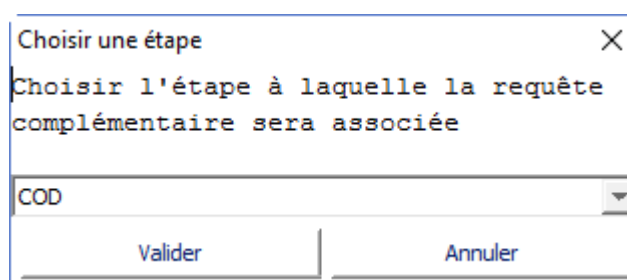 Choisir une étape
Choisir l'étape à laquelle la requête
complémentaire sera associée
COD
Valider
Annuler